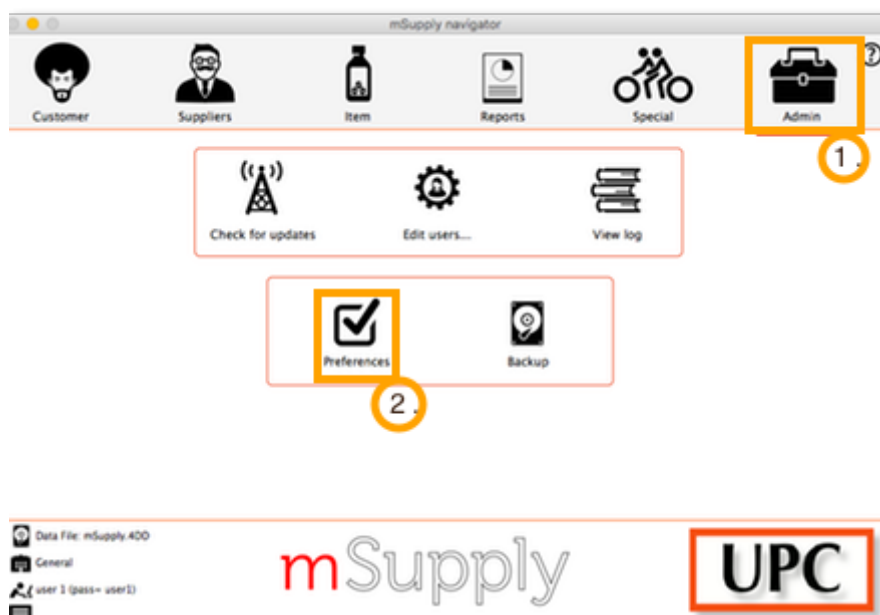 mSupply navigator
?
Customer Suppliers Item Reports Special Admin
1.
Check for updates Edit users... View log
Preferences Backup
2.
Data File: mSupply.4DD
General
user 1 (pass= user1)
mSupply
UPC